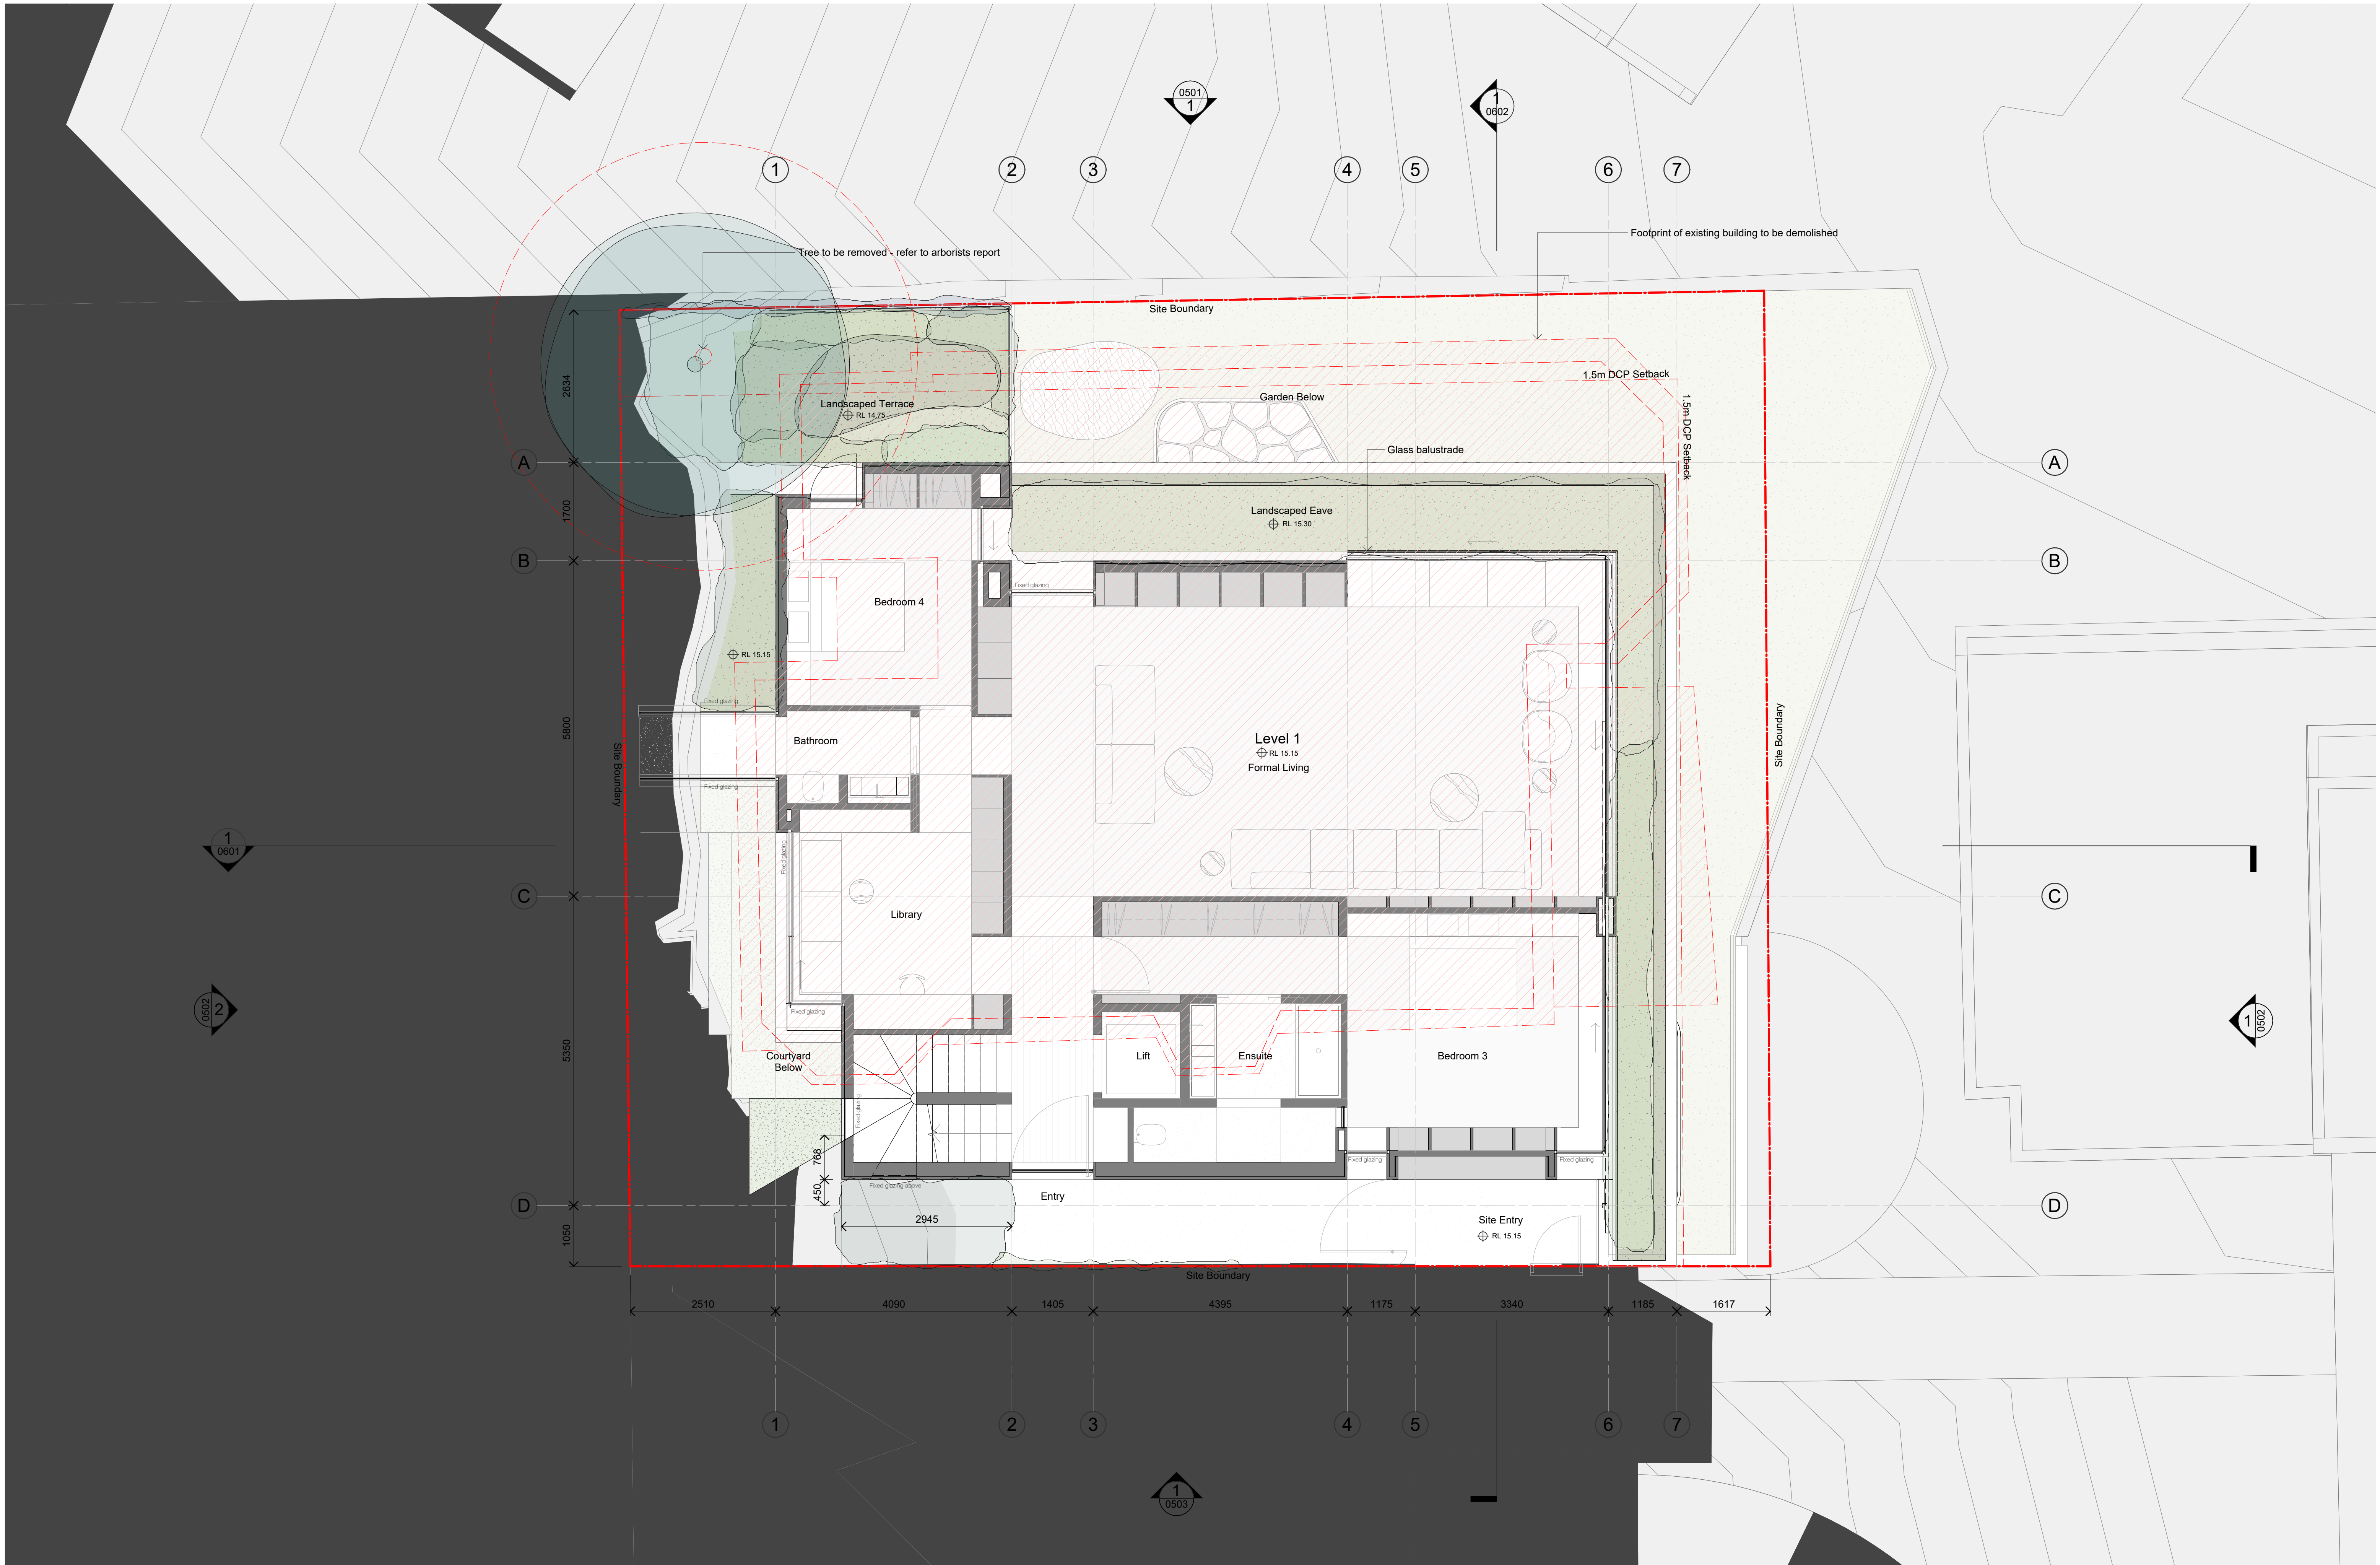 0501
1
1
0602
1
2
3
4
5
6
7
Footprint of existing building to be demolished
Tree to be removed - refer to arborists report
Site Boundary
1.5m DCP Setback
2634
Garden Below
1.5m DCP Setback
Landscaped Terrace
RL 14.75
Glass balustrade
A
A
1700
Landscaped Eave
RL 15.30
B
B
Fixed glazing
Bedroom 4
RL 15.15
Fixed glazing
5800
Bathroom
Level 1
RL 15.15
Formal Living
Site Boundary
Site Boundary
Fixed glazing
1
0601
Fixed glazing
C
C
Library
0502
2
Fixed glazing
1
0502
5350
Courtyard
Below
Lift
Ensuite
Bedroom 3
Fixed glazing
768
Fixed glazing
Fixed glazing
Fixed glazing above
450
Entry
D
D
2945
Site Entry
RL 15.15
1050
Site Boundary
2510
4090
1405
4395
1175
3340
1185
1617
1
2
3
4
5
6
7
1
0503